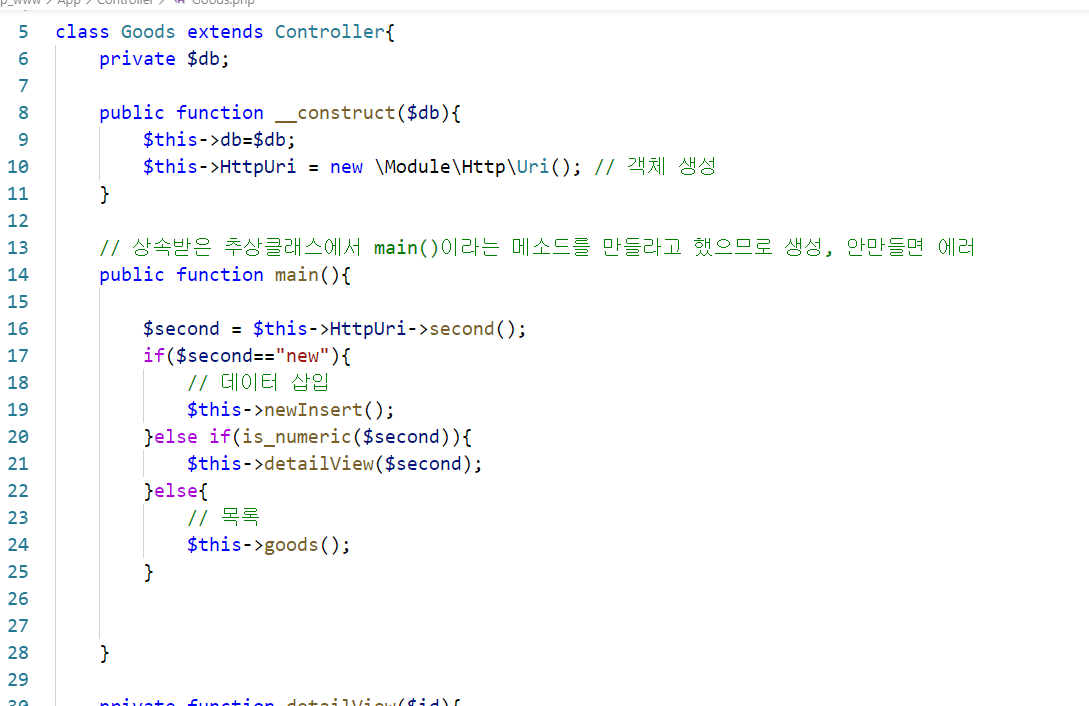 p_www > App > Controller > Goods.php
5 class Goods extends Controller{
6 private $db;
7
8 public function __construct($db){
9 $this->db=$db;
10 $this->HttpUri = new \Module\Http\Uri(); // 객체 생성
11 }
12
13 // 상속받은 추상클래스에서 main()이라는 메소드를 만들라고 했으므로 생성, 안만들면 에러
14 public function main(){
15
16 $second = $this->HttpUri->second();
17 if($second=="new"){
18 // 데이터 삽입
19 $this->newInsert();
20 }else if(is_numeric($second)){
21 $this->detailView($second);
22 }else{
23 // 목록
24 $this->goods();
25 }
26
27
28 }
29
30 private function detailView($id){